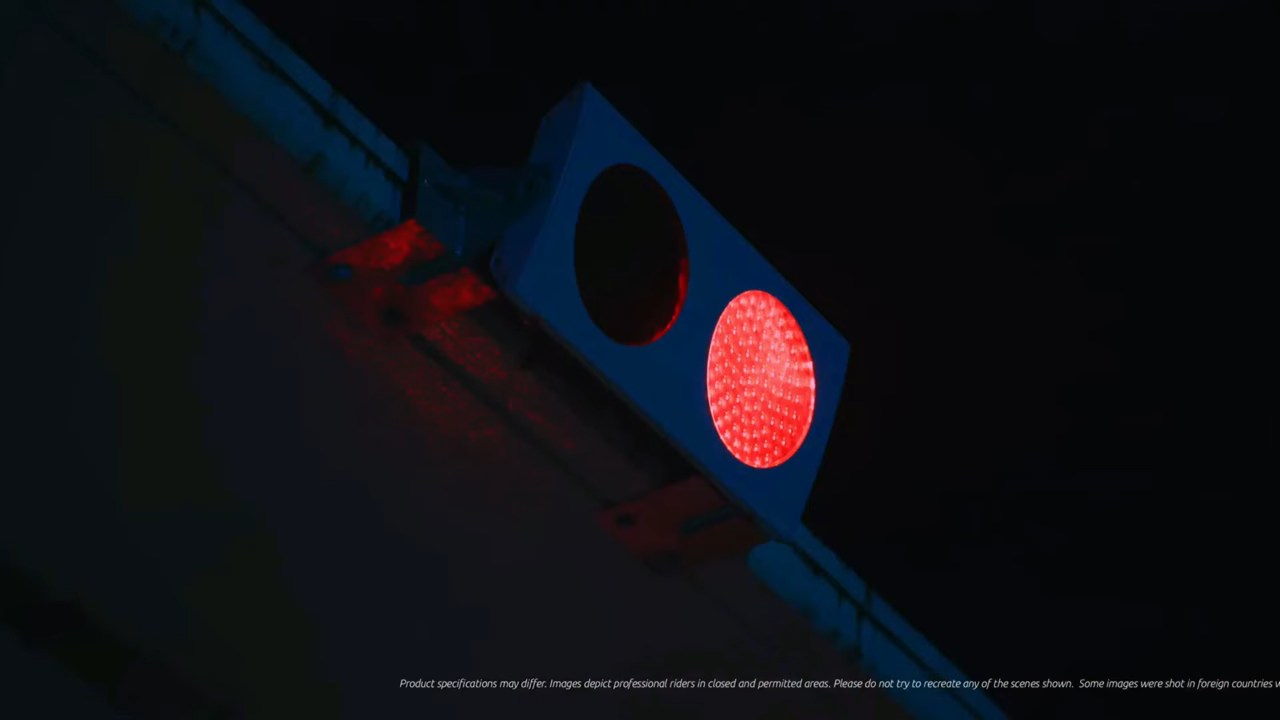 Product specifications may differ. Images depict professional riders in closed and permitted areas. Please do not try to recreate any of the scenes shown.  Some images were shot in foreign countries